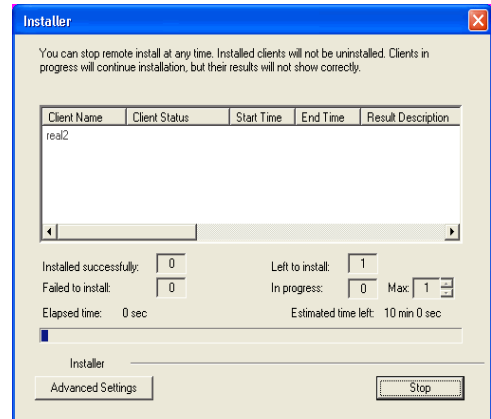 Installer
You can stop remote install at any time. Installed clients will not be uninstalled. Clients in
progress will continue installation, but their results will not show correctly.
Client Name Client Status Start Time End Time Result Description
real2
Installed successfully: 0 Left to install: 1
Failed to install: 0 In progress: 0 Max: 1
Elapsed time: 0 sec Estimated time left: 10 min 0 sec
Installer
Advanced Settings Stop